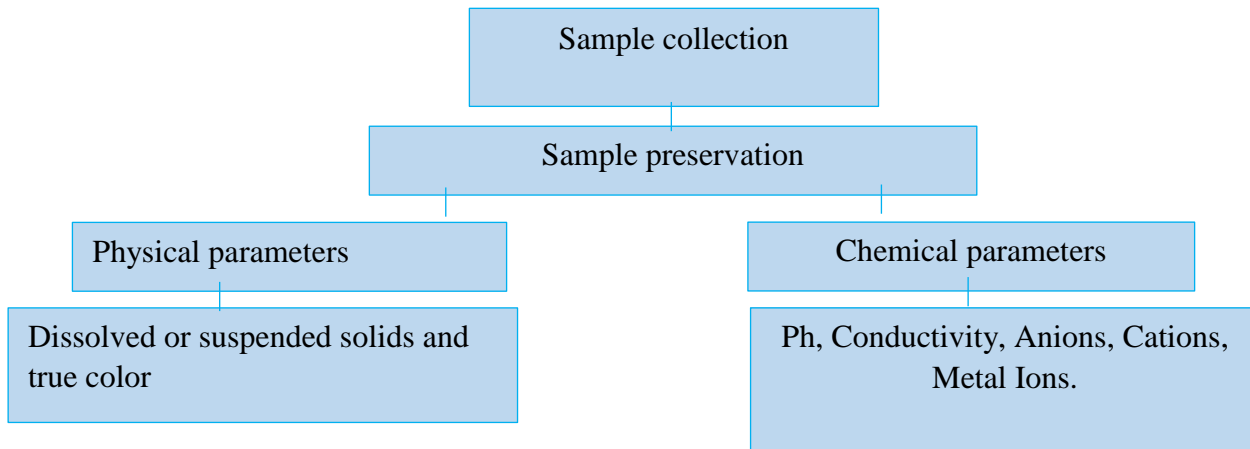 Sample collection
Sample preservation
Physical parameters
Chemical parameters
Dissolved or suspended solids and
true color
Ph, Conductivity, Anions, Cations,
Metal Ions.